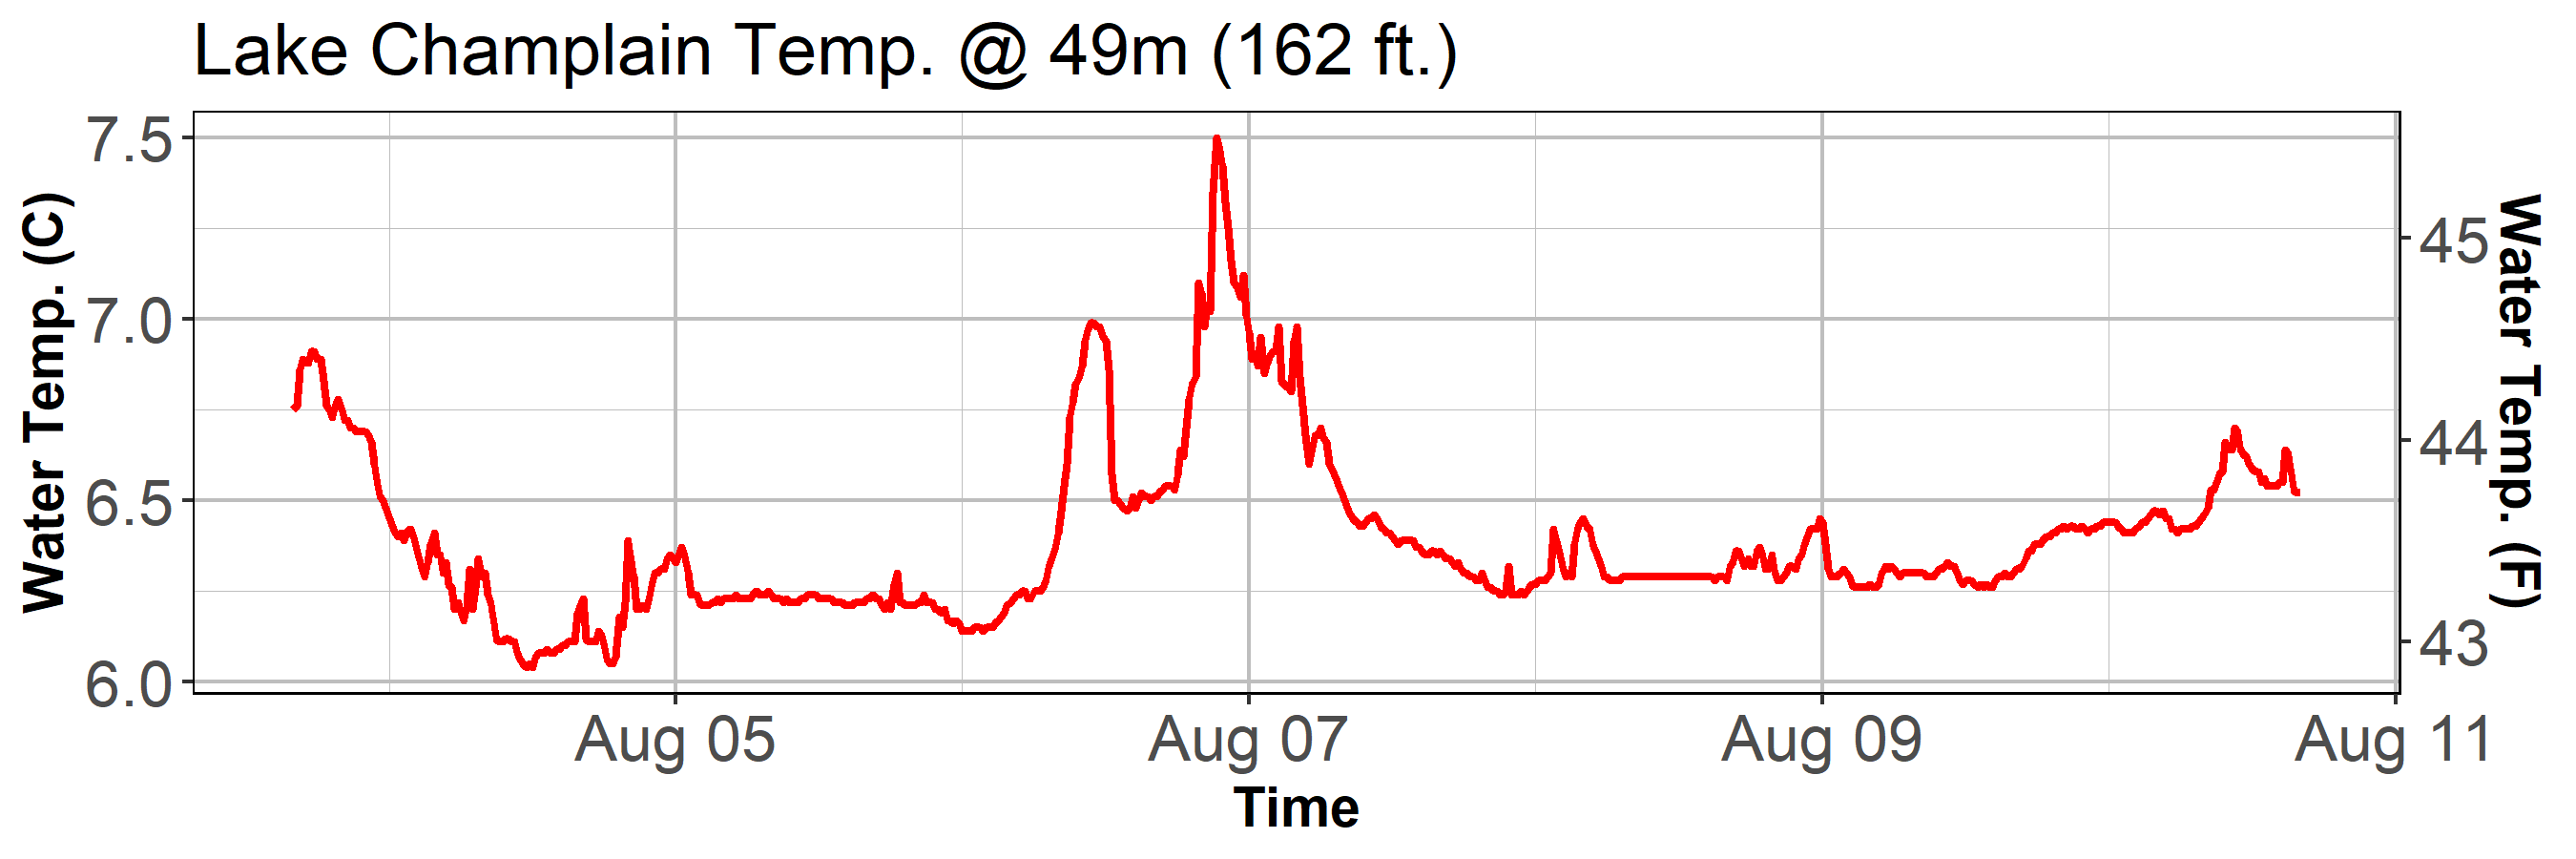 Lake Champlain Temp. @ 49m (162 ft.)
Water Temp. (C)
7.5
7.0
6.5
6.0
45
44
43
Water Temp. (F)
Aug 05 Aug 07 Aug 09 Aug 11
Time